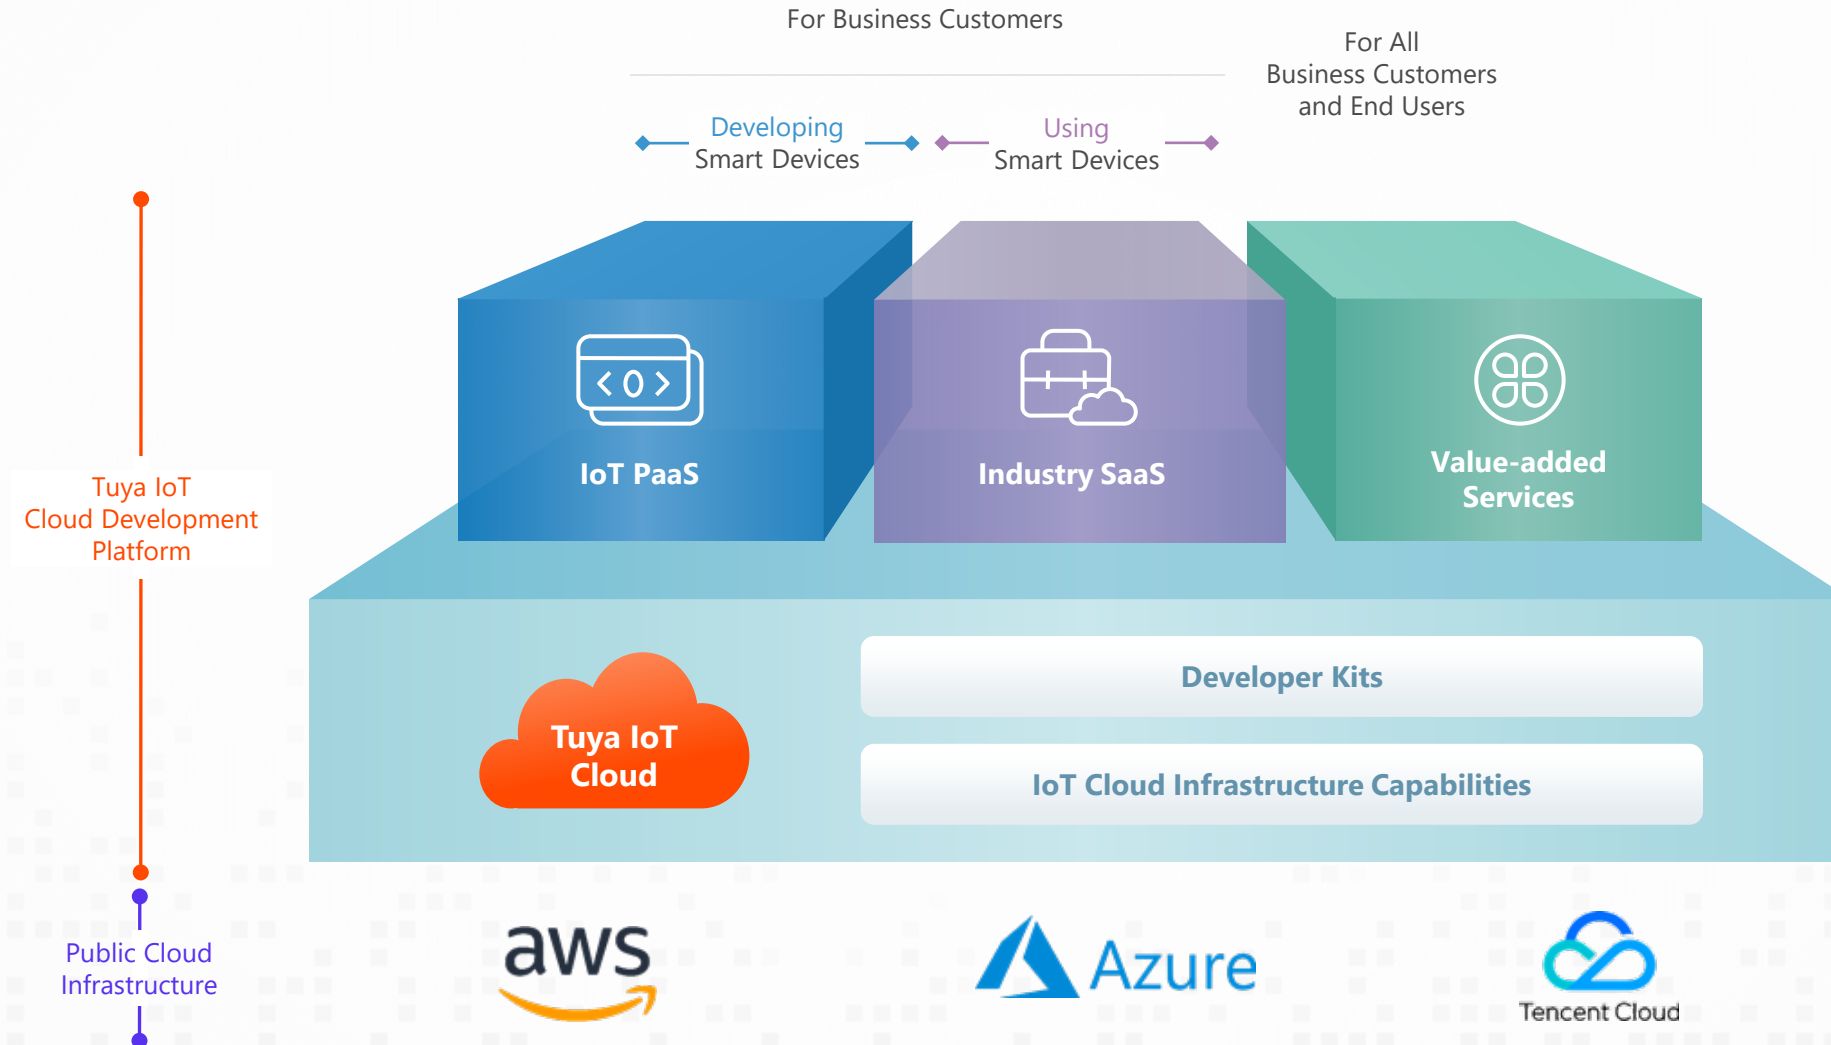 For Business Customers
For All
Business Customers
and End Users
Developing
Smart Devices
Using
Smart Devices
IoT PaaS
Industry SaaS
Value-added
Services
Tuya IoT
Cloud Development
Platform
Tuya IoT
Cloud
Developer Kits
IoT Cloud Infrastructure Capabilities
Public Cloud
Infrastructure
aws
Azure
Tencent Cloud